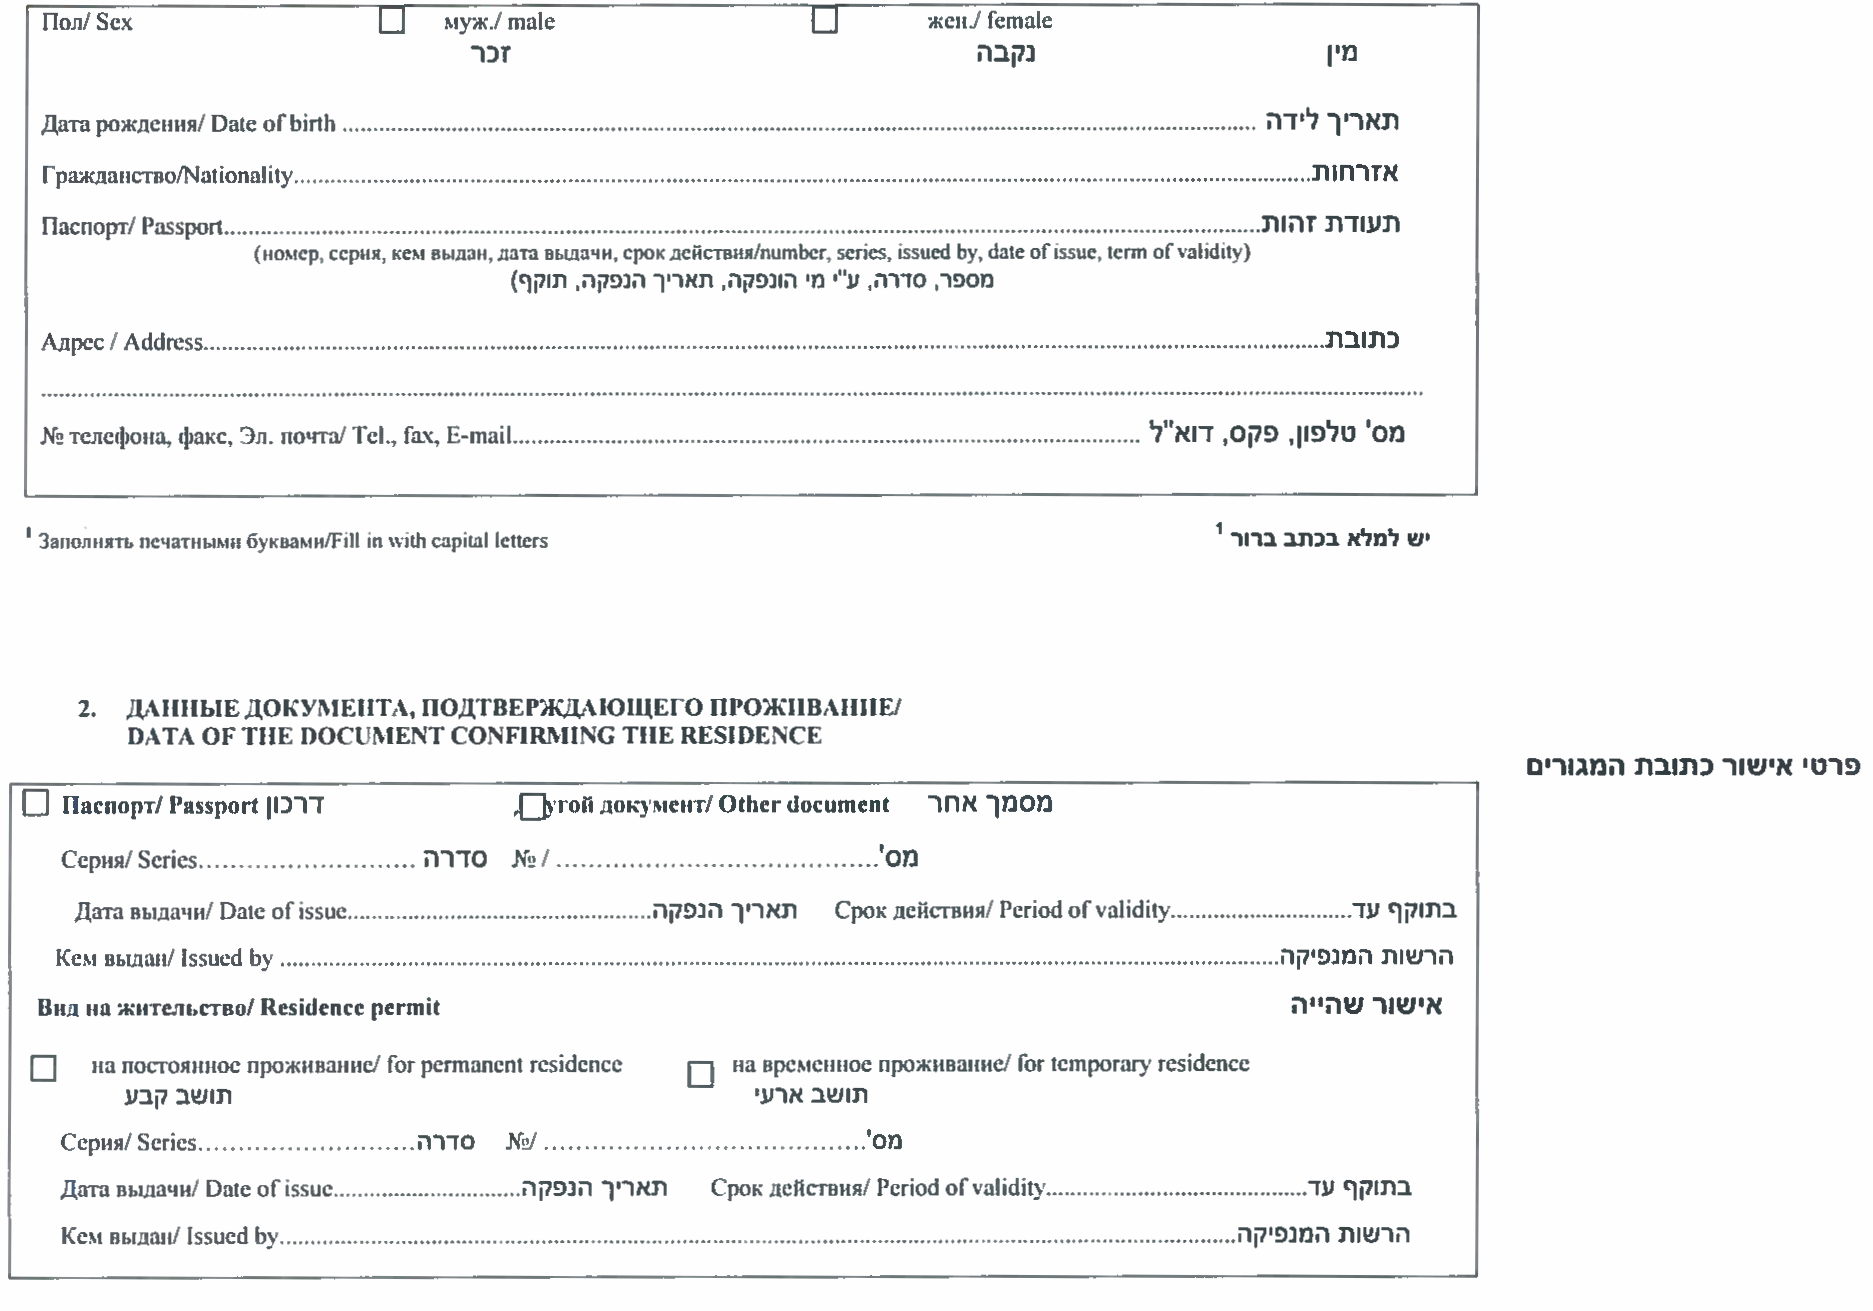 Пол/ Sex муж./ male жен./ female
זכר נקבה מין
Дата рождения/ Date of birth ........ תאריך לידה
Гражданство/Nationality........אזרחות
Паспорт/ Passport........תעודת זהות
(номер, серия, кем выдан, дата выдачи, срок действия/number, series, issued by, date of issue, term of validity)
מספר, סדרה, ע"י מי הונפקה, תאריך הנפקה, תוקף)
Адрес / Address........כתובת
........
№ телефона, факс, Эл. почта/ Tel., fax, E-mail........ מס' טלפון, פקס, דוא"ל
¹ Заполнять печатными буквами/Fill in with capital letters יש למלא בכתב ברור ¹
2. ДАННЫЕ ДОКУМЕНТА, ПОДТВЕРЖДАЮЩЕГО ПРОЖИВАНИЕ/
DATA OF THE DOCUMENT CONFIRMING THE RESIDENCE
פרטי אישור כתובת המגורים
Паспорт/ Passport דרכון угой документ/ Other document מסמך אחר
Серия/ Series........ סדרה № / ........מס'
Дата выдачи/ Date of issue........תאריך הנפקה Срок действия/ Period of validity........בתוקף עד
Кем выдан/ Issued by ........הרשות המנפיקה
Вид на жительство/ Residence permit אישור שהייה
на постоянное проживание/ for permanent residence на временное проживание/ for temporary residence
תושב קבע תושב ארעי
Серия/ Series........סדרה №/ ........מס'
Дата выдачи/ Date of issue........תאריך הנפקה Срок действия/ Period of validity........בתוקף עד
Кем выдан/ Issued by........הרשות המנפיקה